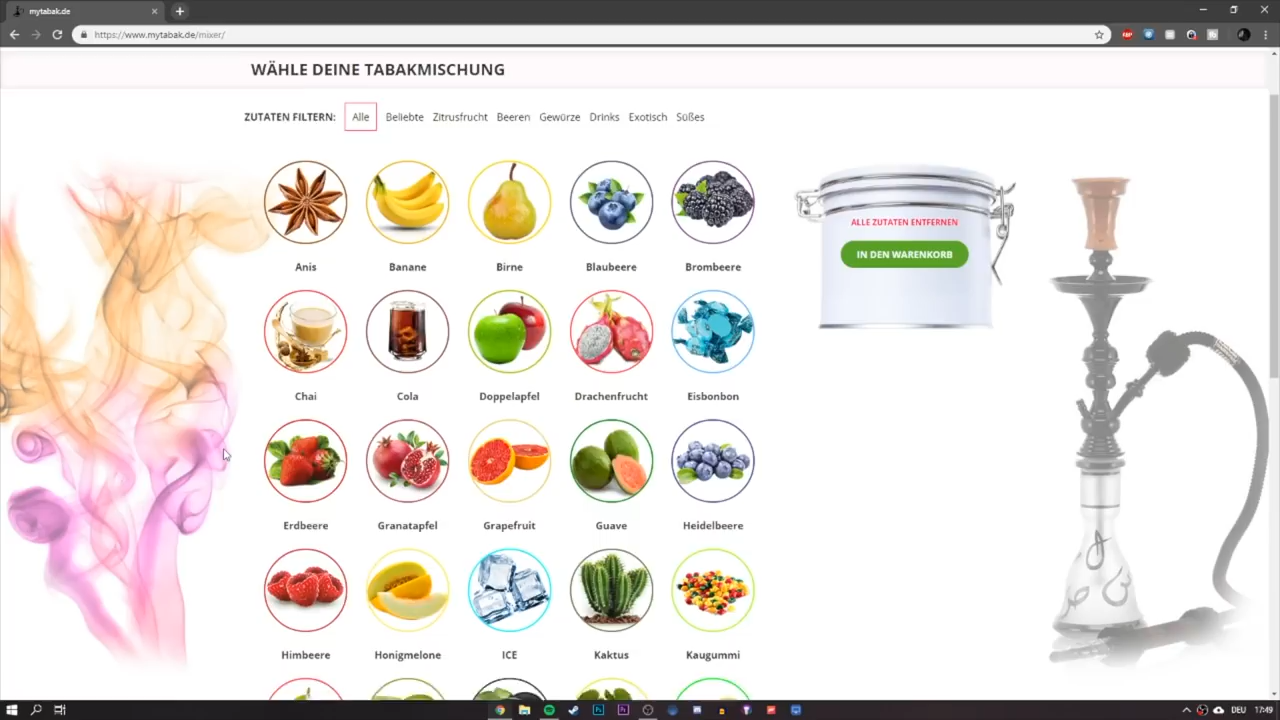 mytabak.de
https://www.mytabak.de/mixer/
WÄHLE DEINE TABAKMISCHUNG
ZUTATEN FILTERN: Alle Beliebte Zitrusfrucht Beeren Gewürze Drinks Exotisch Süßes
ALLE ZUTATEN ENTFERNEN
IN DEN WARENKORB
Anis Banane Birne Blaubeere Brombeere
Chai Cola Doppelapfel Drachenfrucht Eisbonbon
Erdbeere Granatapfel Grapefruit Guave Heidelbeere
Himbeere Honigmelone ICE Kaktus Kaugummi
DEU 17:49